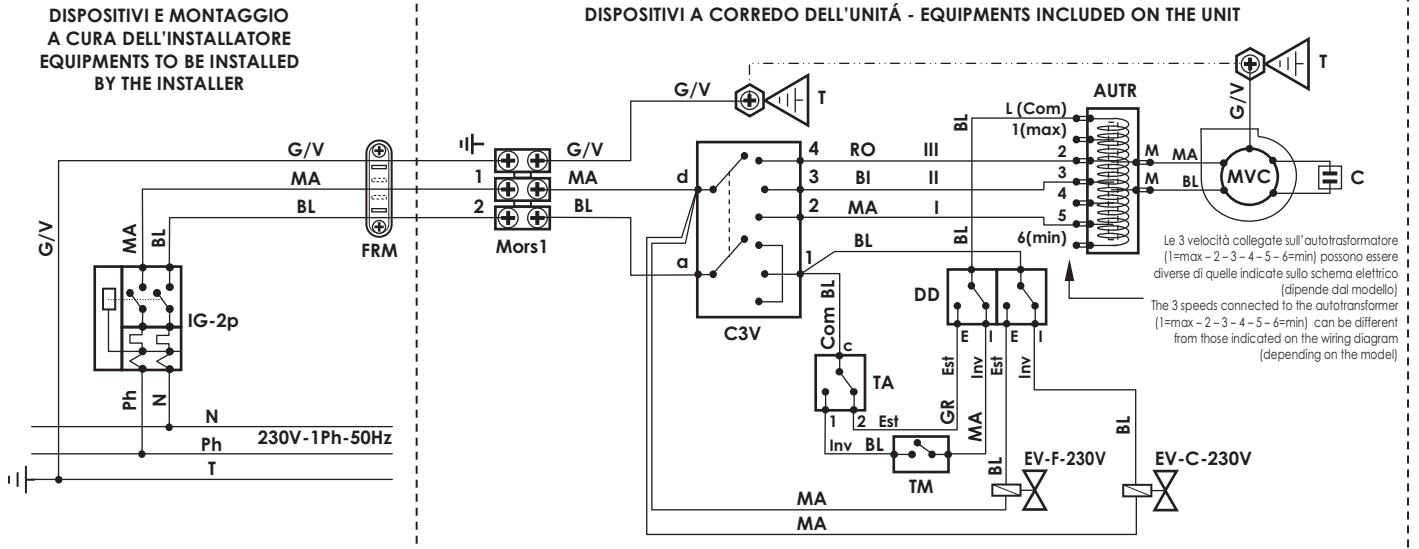 DISPOSITIVI E MONTAGGIO
A CURA DELL'INSTALLATORE
EQUIPMENTS TO BE INSTALLED
BY THE INSTALLER
DISPOSITIVI A CORREDO DELL'UNITÁ - EQUIPMENTS INCLUDED ON THE UNIT
G/V
MA
BL
G/V
MA
BL
FRM
IG-2p
Ph
N
N
230V-1Ph-50Hz
Ph
T
1
2
Mors1
G/V
MA
BL
G/V
T
d
a
4
3
2
1
C3V
RO
BI
MA
BL
III
II
I
BL
BL
L (Com)
1(max)
2
3
4
5
6(min)
AUTR
M
M
MA
BL
G/V
T
MVC
C
Le 3 velocità collegate sull'autotrasformatore
(1=max – 2 – 3 – 4 – 5 – 6=min) possono essere
diverse di quelle indicate sullo schema elettrico
(dipende dal modello)
The 3 speeds connected to the autotransformer
(1=max – 2 – 3 – 4 – 5 – 6=min) can be different
from those indicated on the wiring diagram
(depending on the model)
DD
E
I
E
I
Est
Inv
Est
Inv
GR
MA
BL
BL
Com BL
c
TA
1
2
Est
Inv
BL
TM
EV-F-230V
EV-C-230V
MA
MA